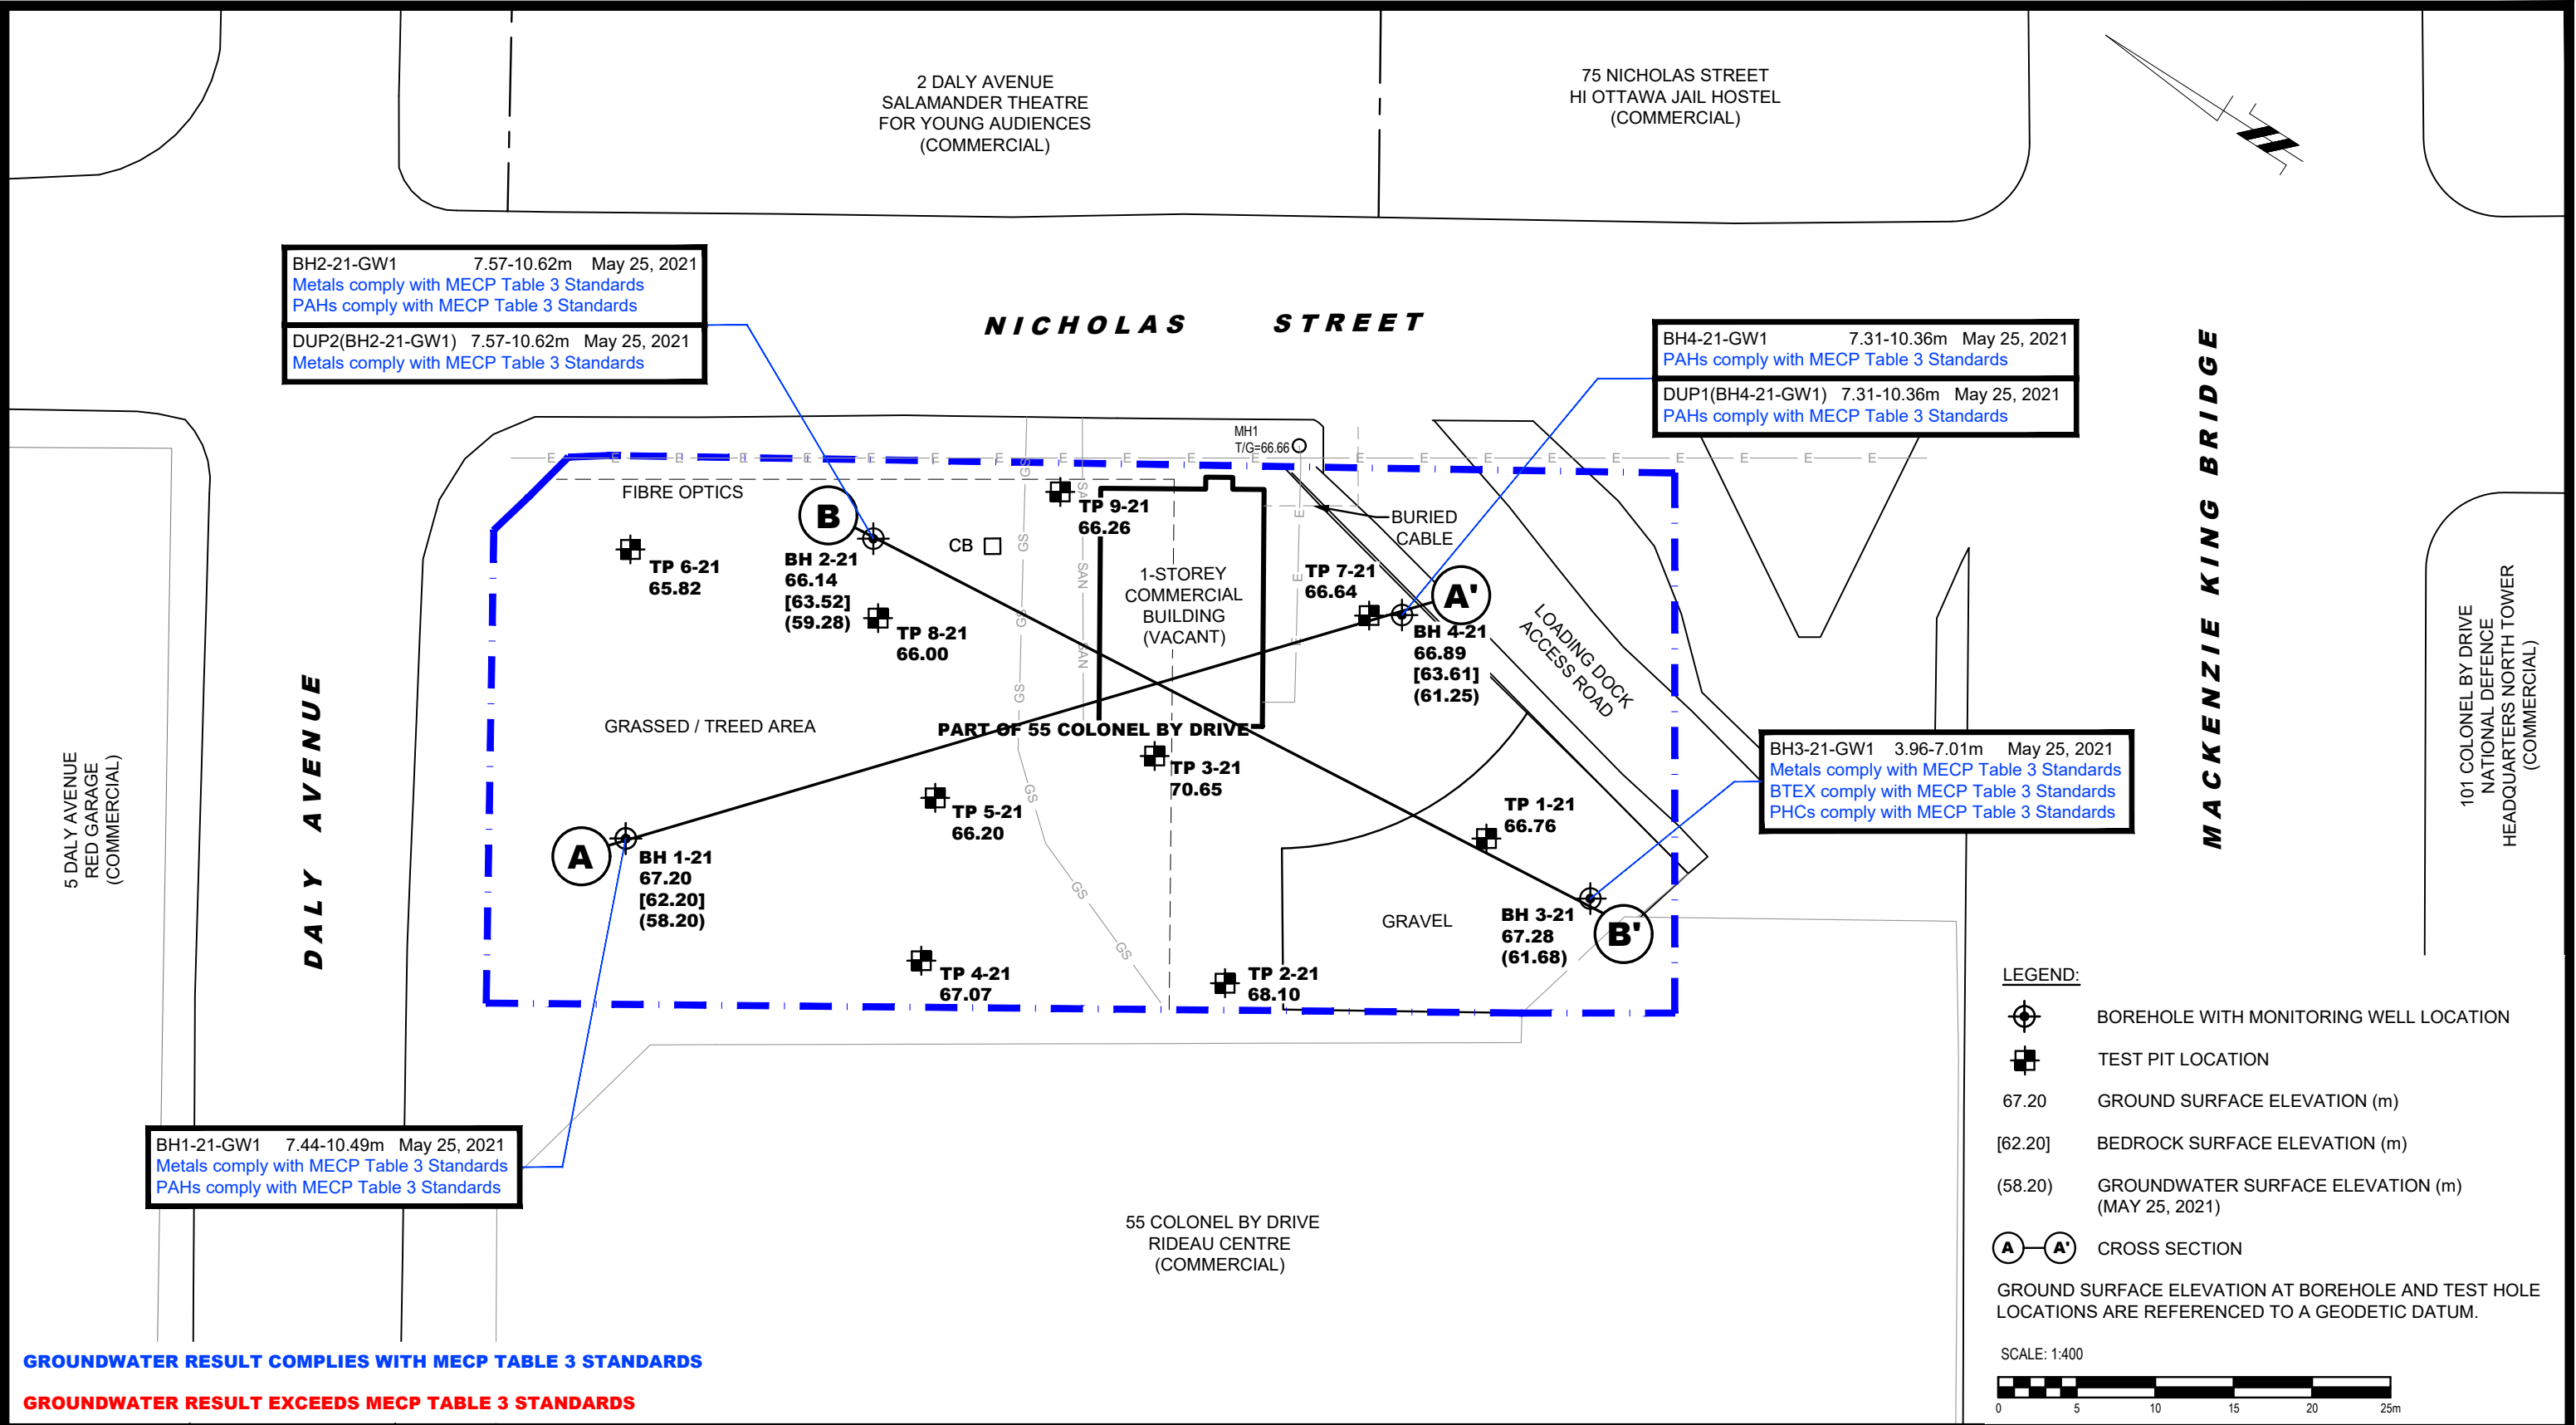 2 DALY AVENUE
SALAMANDER THEATRE
FOR YOUNG AUDIENCES
(COMMERCIAL)
75 NICHOLAS STREET
HI OTTAWA JAIL HOSTEL
(COMMERCIAL)
BH2-21-GW1 7.57-10.62m May 25, 2021
Metals comply with MECP Table 3 Standards
PAHs comply with MECP Table 3 Standards
DUP2(BH2-21-GW1) 7.57-10.62m May 25, 2021
Metals comply with MECP Table 3 Standards
NICHOLAS STREET
BH4-21-GW1 7.31-10.36m May 25, 2021
PAHs comply with MECP Table 3 Standards
DUP1(BH4-21-GW1) 7.31-10.36m May 25, 2021
PAHs comply with MECP Table 3 Standards
MACKENZIE KING BRIDGE
MH1
T/G=66.66
E E E E E E E E E E E E E E E E E E E E E
FIBRE OPTICS
B
TP 9-21
66.26
BURIED
CABLE
CB
TP 6-21
65.82
BH 2-21
66.14
[63.52]
(59.28)
TP 8-21
66.00
GS GS GS GS GS GS GS
SAN SAN SAN
E E E
1-STOREY
COMMERCIAL
BUILDING
(VACANT)
TP 7-21
66.64
A'
BH 4-21
66.89
[63.61]
(61.25)
LOADING DOCK
ACCESS ROAD
101 COLONEL BY DRIVE
NATIONAL DEFENCE
HEADQUARTERS NORTH TOWER
(COMMERCIAL)
5 DALY AVENUE
RED GARAGE
(COMMERCIAL)
DALY AVENUE
GRASSED / TREED AREA
PART OF 55 COLONEL BY DRIVE
TP 3-21
70.65
TP 5-21
66.20
TP 1-21
66.76
BH3-21-GW1 3.96-7.01m May 25, 2021
Metals comply with MECP Table 3 Standards
BTEX comply with MECP Table 3 Standards
PHCs comply with MECP Table 3 Standards
A
BH 1-21
67.20
[62.20]
(58.20)
GRAVEL
BH 3-21
67.28
(61.68)
B'
TP 4-21
67.07
TP 2-21
68.10
BH1-21-GW1 7.44-10.49m May 25, 2021
Metals comply with MECP Table 3 Standards
PAHs comply with MECP Table 3 Standards
55 COLONEL BY DRIVE
RIDEAU CENTRE
(COMMERCIAL)
LEGEND:
BOREHOLE WITH MONITORING WELL LOCATION
TEST PIT LOCATION
67.20 GROUND SURFACE ELEVATION (m)
[62.20] BEDROCK SURFACE ELEVATION (m)
(58.20) GROUNDWATER SURFACE ELEVATION (m)
(MAY 25, 2021)
A A' CROSS SECTION
GROUND SURFACE ELEVATION AT BOREHOLE AND TEST HOLE
LOCATIONS ARE REFERENCED TO A GEODETIC DATUM.
SCALE: 1:400
0 5 10 15 20 25m
GROUNDWATER RESULT COMPLIES WITH MECP TABLE 3 STANDARDS
GROUNDWATER RESULT EXCEEDS MECP TABLE 3 STANDARDS